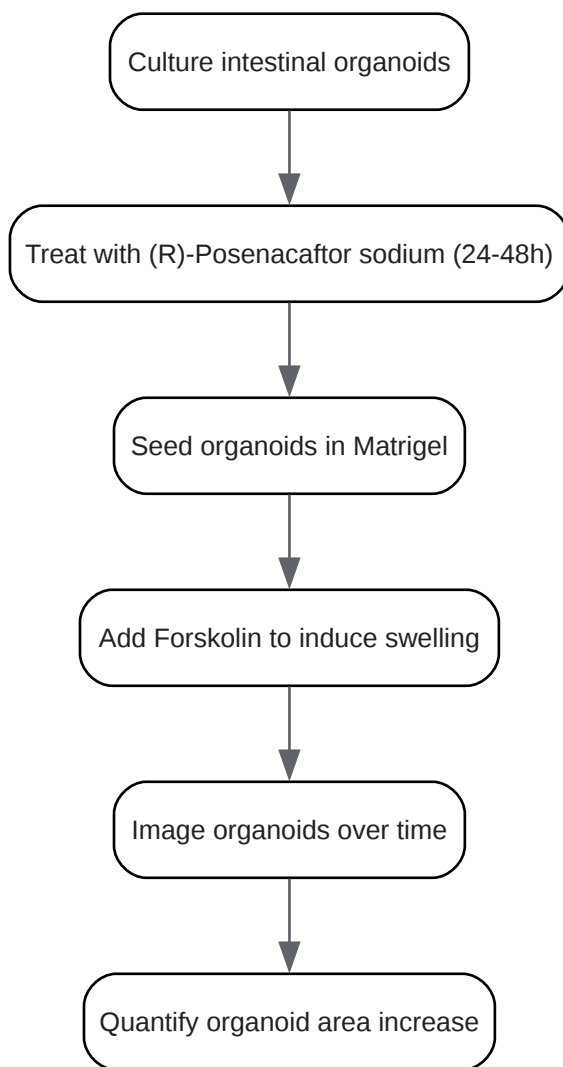 Culture intestinal organoids
Treat with (R)-Posenacaftor sodium (24-48h)
Seed organoids in Matrigel
Add Forskolin to induce swelling
Image organoids over time
Quantify organoid area increase